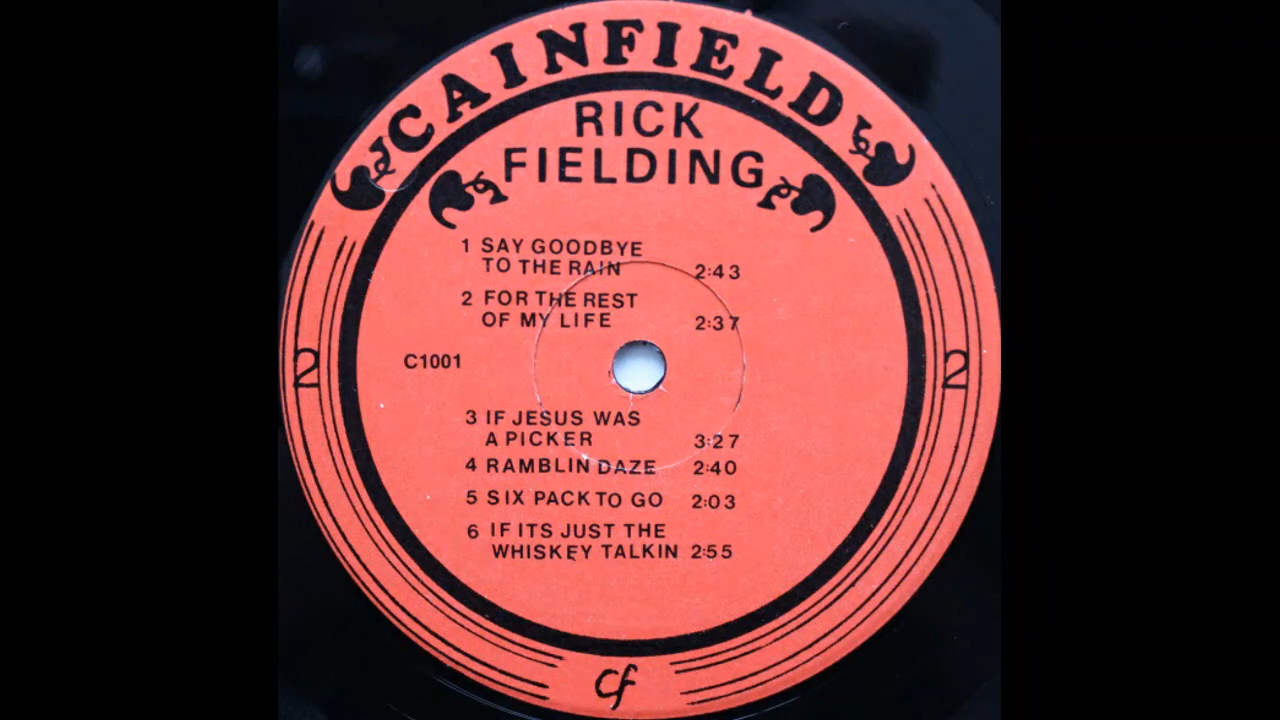 CAINFIELD
RICK
FIELDING
1 SAY GOODBYE
TO THE RAIN 2:43
2 FOR THE REST
OF MY LIFE 2:37
C1001
2 2
3 IF JESUS WAS
A PICKER 3:27
4 RAMBLIN DAZE 2:40
5 SIX PACK TO GO 2:03
6 IF ITS JUST THE
WHISKEY TALKIN 2:55
cf